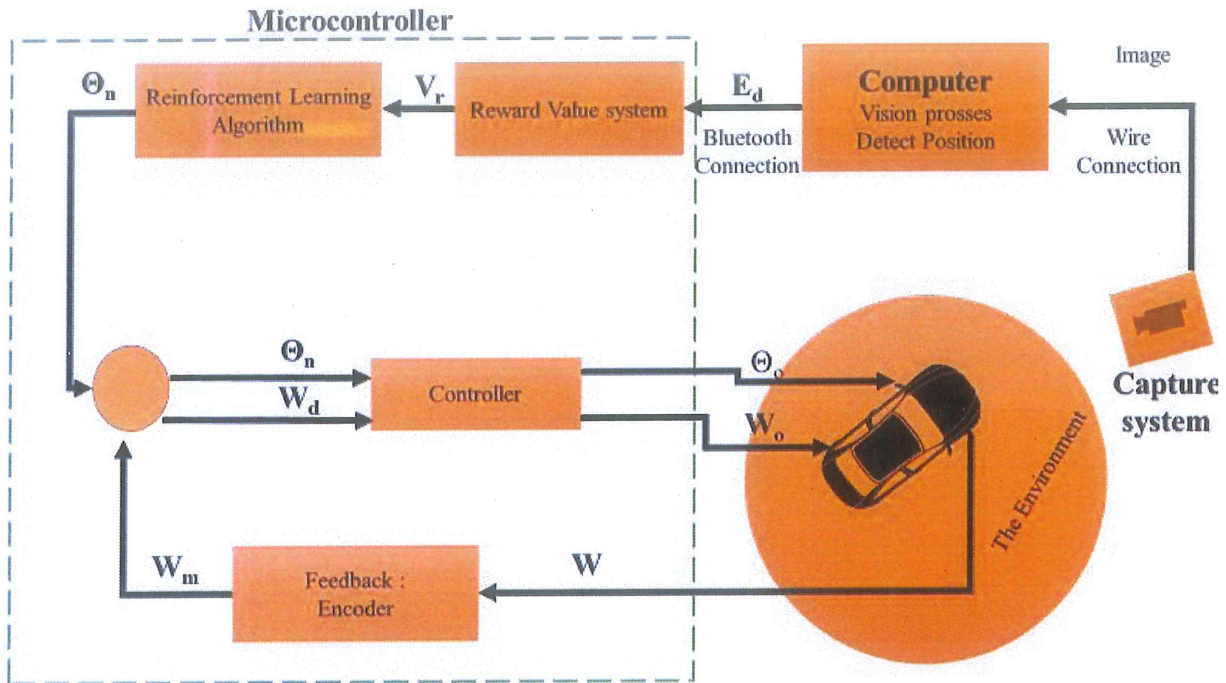 Microcontroller
Θn
Reinforcement Learning
Algorithm
Vr
Reward Value system
Ed
Bluetooth
Connection
Computer
Vision prosses
Detect Position
Image
Wire
Connection
Capture
system
Θn
Wd
Controller
Θo
Wo
The Environment
Wm
Feedback :
Encoder
W